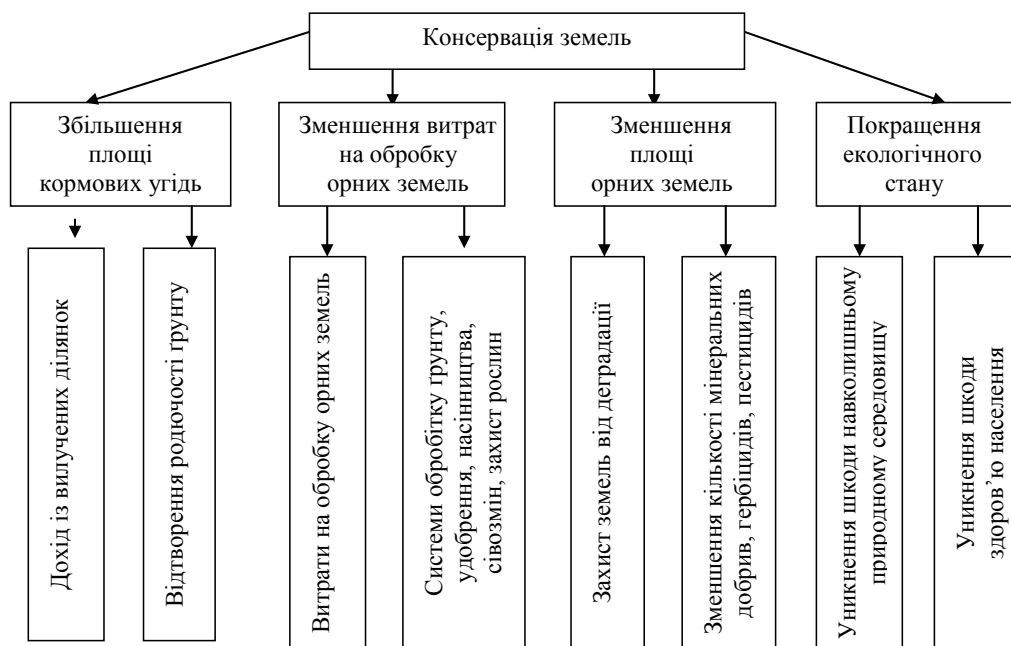 Консервація земель
Збільшення
площі
кормових угідь
Зменшення витрат
на обробку
орних земель
Зменшення
площі
орних земель
Покращення
екологічного
стану
Дохід із вилучених ділянок
Відтворення родючості ґрунту
Витрати на обробку орних земель
Системи обробітку ґрунту,
удобрення, насінництва,
сівозмін, захист рослин
Захист земель від деградації
Зменшення кількості мінеральних
добрив, гербіцидів, пестицидів
Уникнення шкоди навколишньому
природному середовищу
Уникнення шкоди
здоров’ю населення